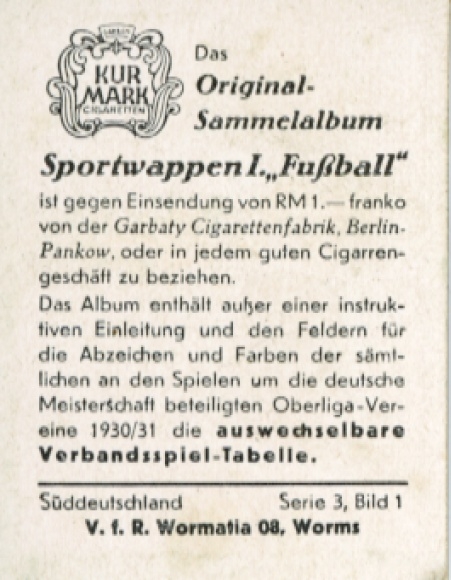 GARBATY
KUR
MARK
CIGARETTEN
Das
Original-
Sammelalbum
Sportwappen I. „Fußball“
ist gegen Einsendung von RM 1.— franko
von der Garbaty Cigarettenfabrik, Berlin-
Pankow, oder in jedem guten Cigarren-
geschäft zu beziehen.
Das Album enthält außer einer instruk-
tiven Einleitung und den Feldern für
die Abzeichen und Farben der sämt-
lichen an den Spielen um die deutsche
Meisterschaft beteiligten Oberliga-Ver-
eine 1930/31 die auswechselbare
Verbandsspiel-Tabelle.
Süddeutschland Serie 3, Bild 1
V. f. R. Wormatia 08, Worms